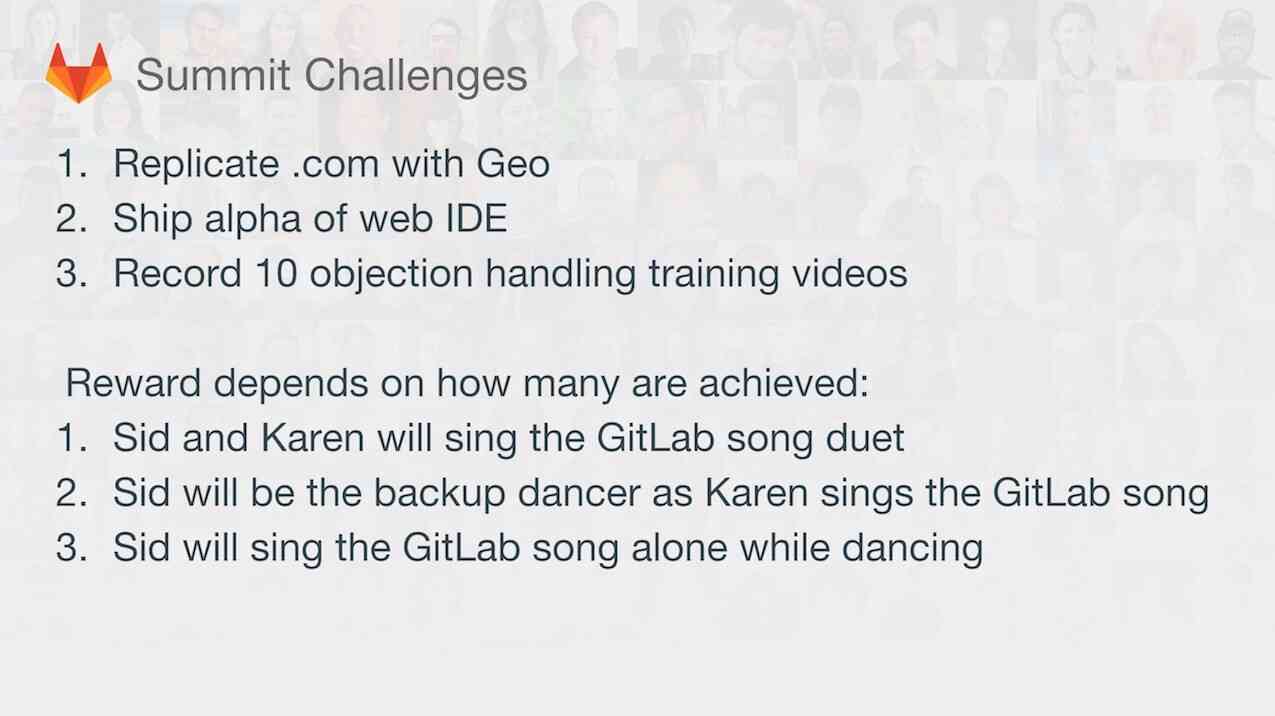 Summit Challenges
1. Replicate .com with Geo
2. Ship alpha of web IDE
3. Record 10 objection handling training videos
Reward depends on how many are achieved:
1. Sid and Karen will sing the GitLab song duet
2. Sid will be the backup dancer as Karen sings the GitLab song
3. Sid will sing the GitLab song alone while dancing